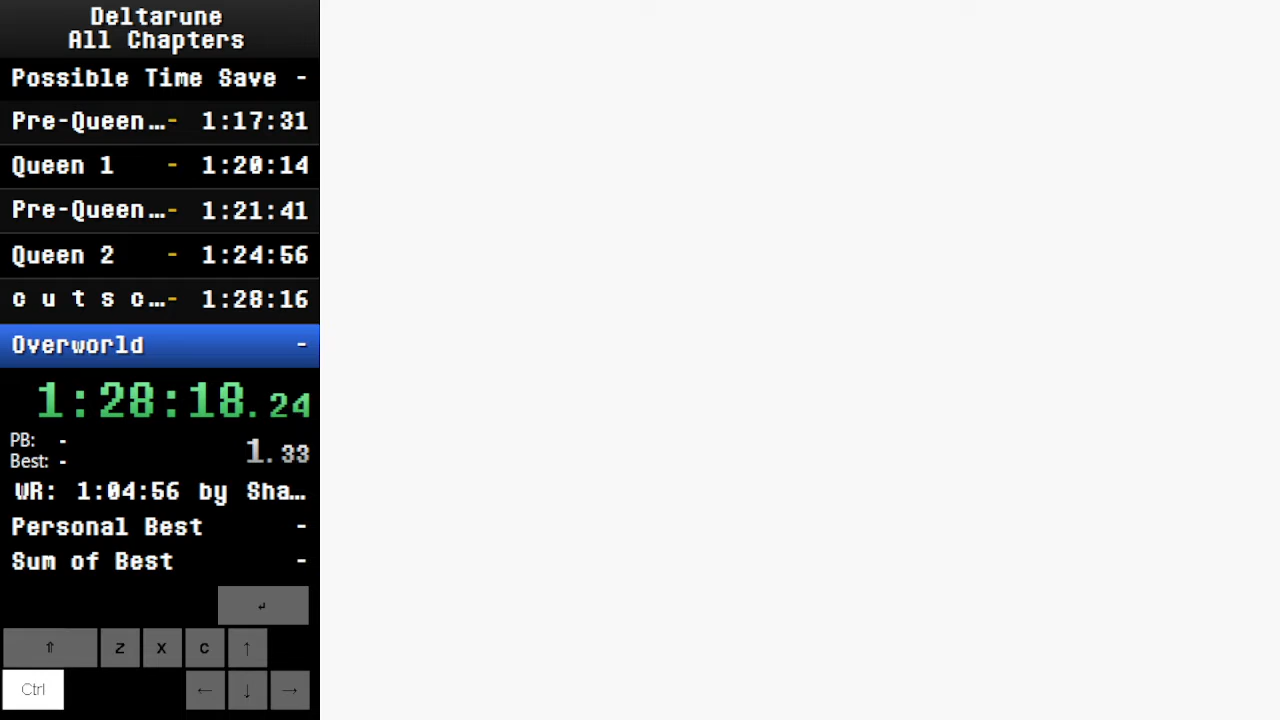 Deltarune
All Chapters
Possible Time Save -
Pre-Queen…- 1:17:31
Queen 1 - 1:20:14
Pre-Queen…- 1:21:41
Queen 2 - 1:24:56
c u t s c…- 1:28:16
Overworld -
1:28:18.24
PB: - 1.33
Best: -
WR: 1:04:56 by Sha…
Personal Best -
Sum of Best -
↵
⇧ z x c ↑
Ctrl ← ↓ →